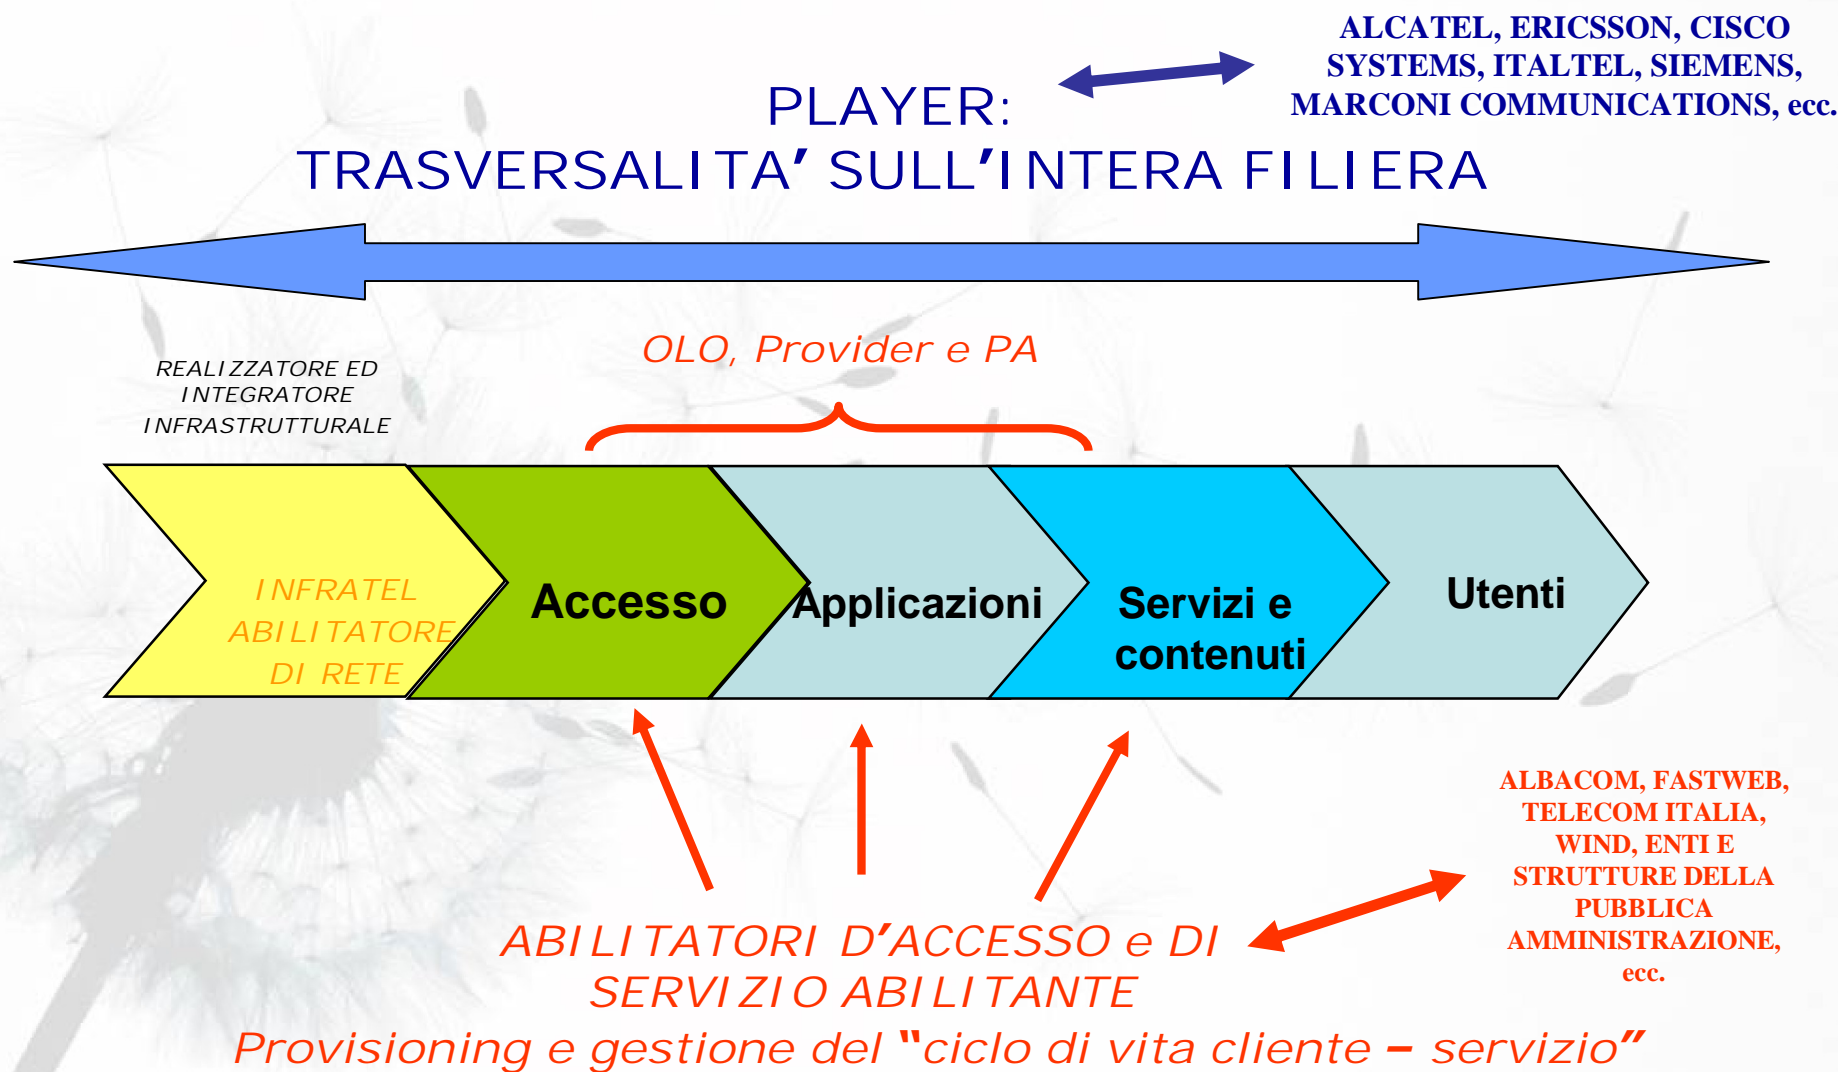 ALCATEL, ERICSSON, CISCO
SYSTEMS, ITALTEL, SIEMENS,
MARCONI COMMUNICATIONS, ecc.
PLAYER:
TRASVERSALITA' SULL'INTERA FILIERA
OLO, Provider e PA
REALIZZATORE ED
INTEGRATORE
INFRASTRUTTURALE
INFRATEL
ABILITATORE
DI RETE
Accesso
Applicazioni
Servizi e
contenuti
Utenti
ALBACOM, FASTWEB,
TELECOM ITALIA,
WIND, ENTI E
STRUTTURE DELLA
PUBBLICA
AMMINISTRAZIONE,
ecc.
ABILITATORI D'ACCESSO e DI
SERVIZIO ABILITANTE
Provisioning e gestione del "ciclo di vita cliente – servizio"